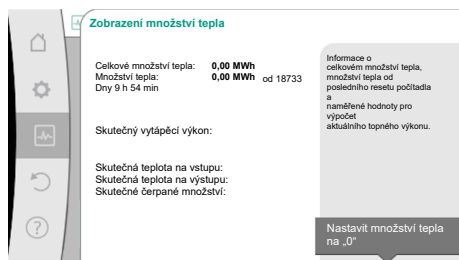 Zobrazení množství tepla
Celkové množství tepla: 0,00 MWh
Množství tepla: 0,00 MWh od 18733
Dny 9 h 54 min
Skutečný vytápěcí výkon:
Skutečná teplota na vstupu:
Skutečná teplota na výstupu:
Skutečné čerpané množství:
Informace o
celkovém množství tepla,
množství tepla od
posledního resetu počítadla
a
naměřené hodnoty pro
výpočet
aktuálního topného výkonu.
Nastavit množství tepla
na „0“
?